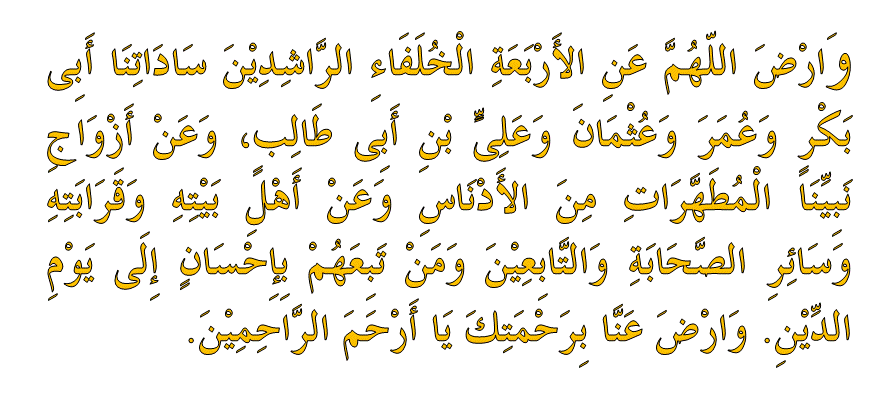 وَارْضَ اللّهُمَّ عَنِ الأَرْبَعَةِ الْخُلَفَاءِ الرَّاشِدِيْنَ سَادَاتِنَا أَبِى
بَكْرٍ وَعُمَرَ وَعُثْمَانَ وَعَلِىٍّ بْنِ أَبِى طَالِب، وَعَنْ أَزْوَاجِ
نَبِيِّنَا الْمُطَهَّرَاتِ مِنَ الأَدْنَاسِ وَعَنْ أَهْلِ بَيْتِهِ وَقَرَابَتِهِ
وَسَائِرِ الصَّحَابَةِ وَالتَّابعِيْنَ وَمَنْ تَبِعَهُمْ بِإِحْسَانٍ إِلَى يَوْمِ
الدِّيْنِ. وَارْضَ عَنَّا بِرَحْمَتِكَ يَا أَرْحَمَ الرَّاحِمِيْنَ.